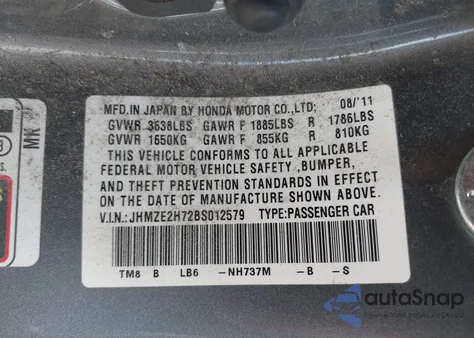 MFD.IN JAPAN BY HONDA MOTOR CO.,LTD; 08/'11
GVWR 3638LBS GAWR F 1885LBS R 1786LBS
GVWR 1650KG GAWR F 855KG R 810KG
THIS VEHICLE CONFORMS TO ALL APPLICABLE
FEDERAL MOTOR VEHICLE SAFETY ,BUMPER,
AND THEFT PREVENTION STANDARDS IN EFFECT
ON THE DATE OF MANUFACTURE SHOWN ABOVE.
V.I.N.: JHMZE2H72BS012579 TYPE:PASSENGER CAR
TM8 B LB6 -NH737M -B -S
autoSnap